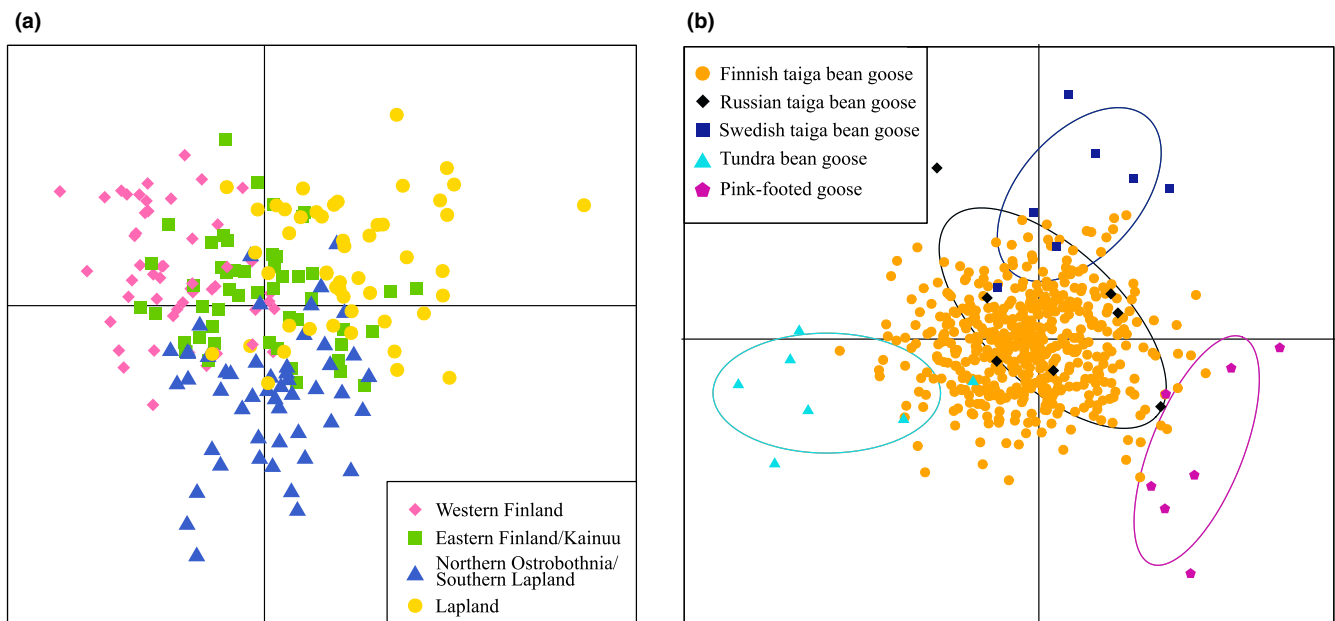 (a)
Western Finland
Eastern Finland/Kainuu
Northern Ostrobothnia/
Southern Lapland
Lapland
(b)
Finnish taiga bean goose
Russian taiga bean goose
Swedish taiga bean goose
Tundra bean goose
Pink-footed goose